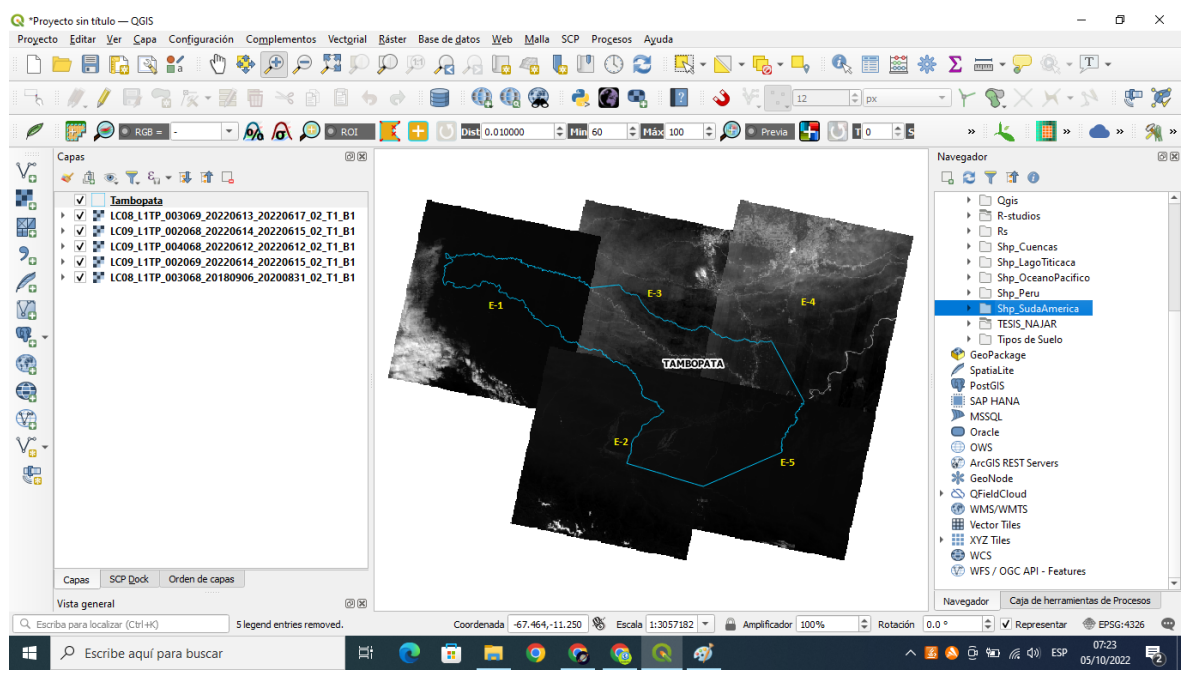 *Proyecto sin título — QGIS
Proyecto Editar Ver Capa Configuración Complementos Vectorial Ráster Base de datos Web Malla SCP Procesos Ayuda
12 px
RGB = - ROI Dist 0.010000 Min 60 Máx 100 Previa T 0 S » » » »
Capas
Tambopata
LC08_L1TP_003069_20220613_20220617_02_T1_B1
LC09_L1TP_002068_20220614_20220615_02_T1_B1
LC09_L1TP_004068_20220612_20220612_02_T1_B1
LC09_L1TP_002069_20220614_20220615_02_T1_B1
LC08_L1TP_003068_20180906_20200831_02_T1_B1
E-1
E-3
E-4
TAMBOPATA
E-2
E-5
Navegador
Qgis
R-studios
Rs
Shp_Cuencas
Shp_LagoTiticaca
Shp_OceanoPacifico
Shp_Peru
Shp_SudaAmerica
TESIS_NAJAR
Tipos de Suelo
GeoPackage
SpatiaLite
PostGIS
SAP HANA
MSSQL
Oracle
OWS
ArcGIS REST Servers
GeoNode
QFieldCloud
WMS/WMTS
Vector Tiles
XYZ Tiles
WCS
WFS / OGC API - Features
Capas SCP Dock Orden de capas
Vista general
Navegador Caja de herramientas de Procesos
Escriba para localizar (Ctrl+K) 5 legend entries removed. Coordenada -67.464,-11.250 Escala 1:3057182 Amplificador 100% Rotación 0.0 ° Representar EPSG:4326
Escribe aquí para buscar ESP 07:23
05/10/2022